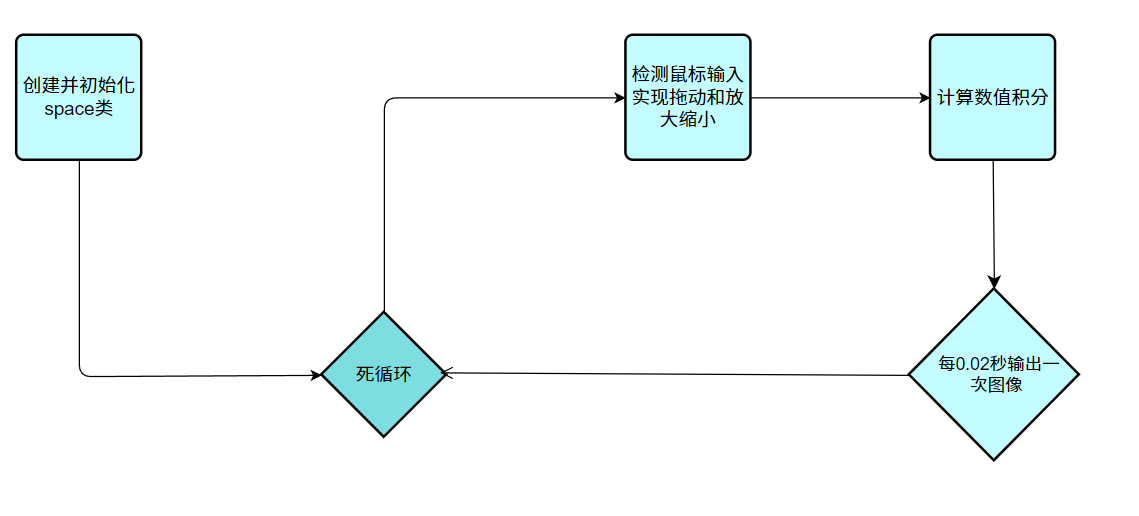 创建并初始化
space类
检测鼠标输入
实现拖动和放
大缩小
计算数值积分
死循环
每0.02秒输出一
次图像